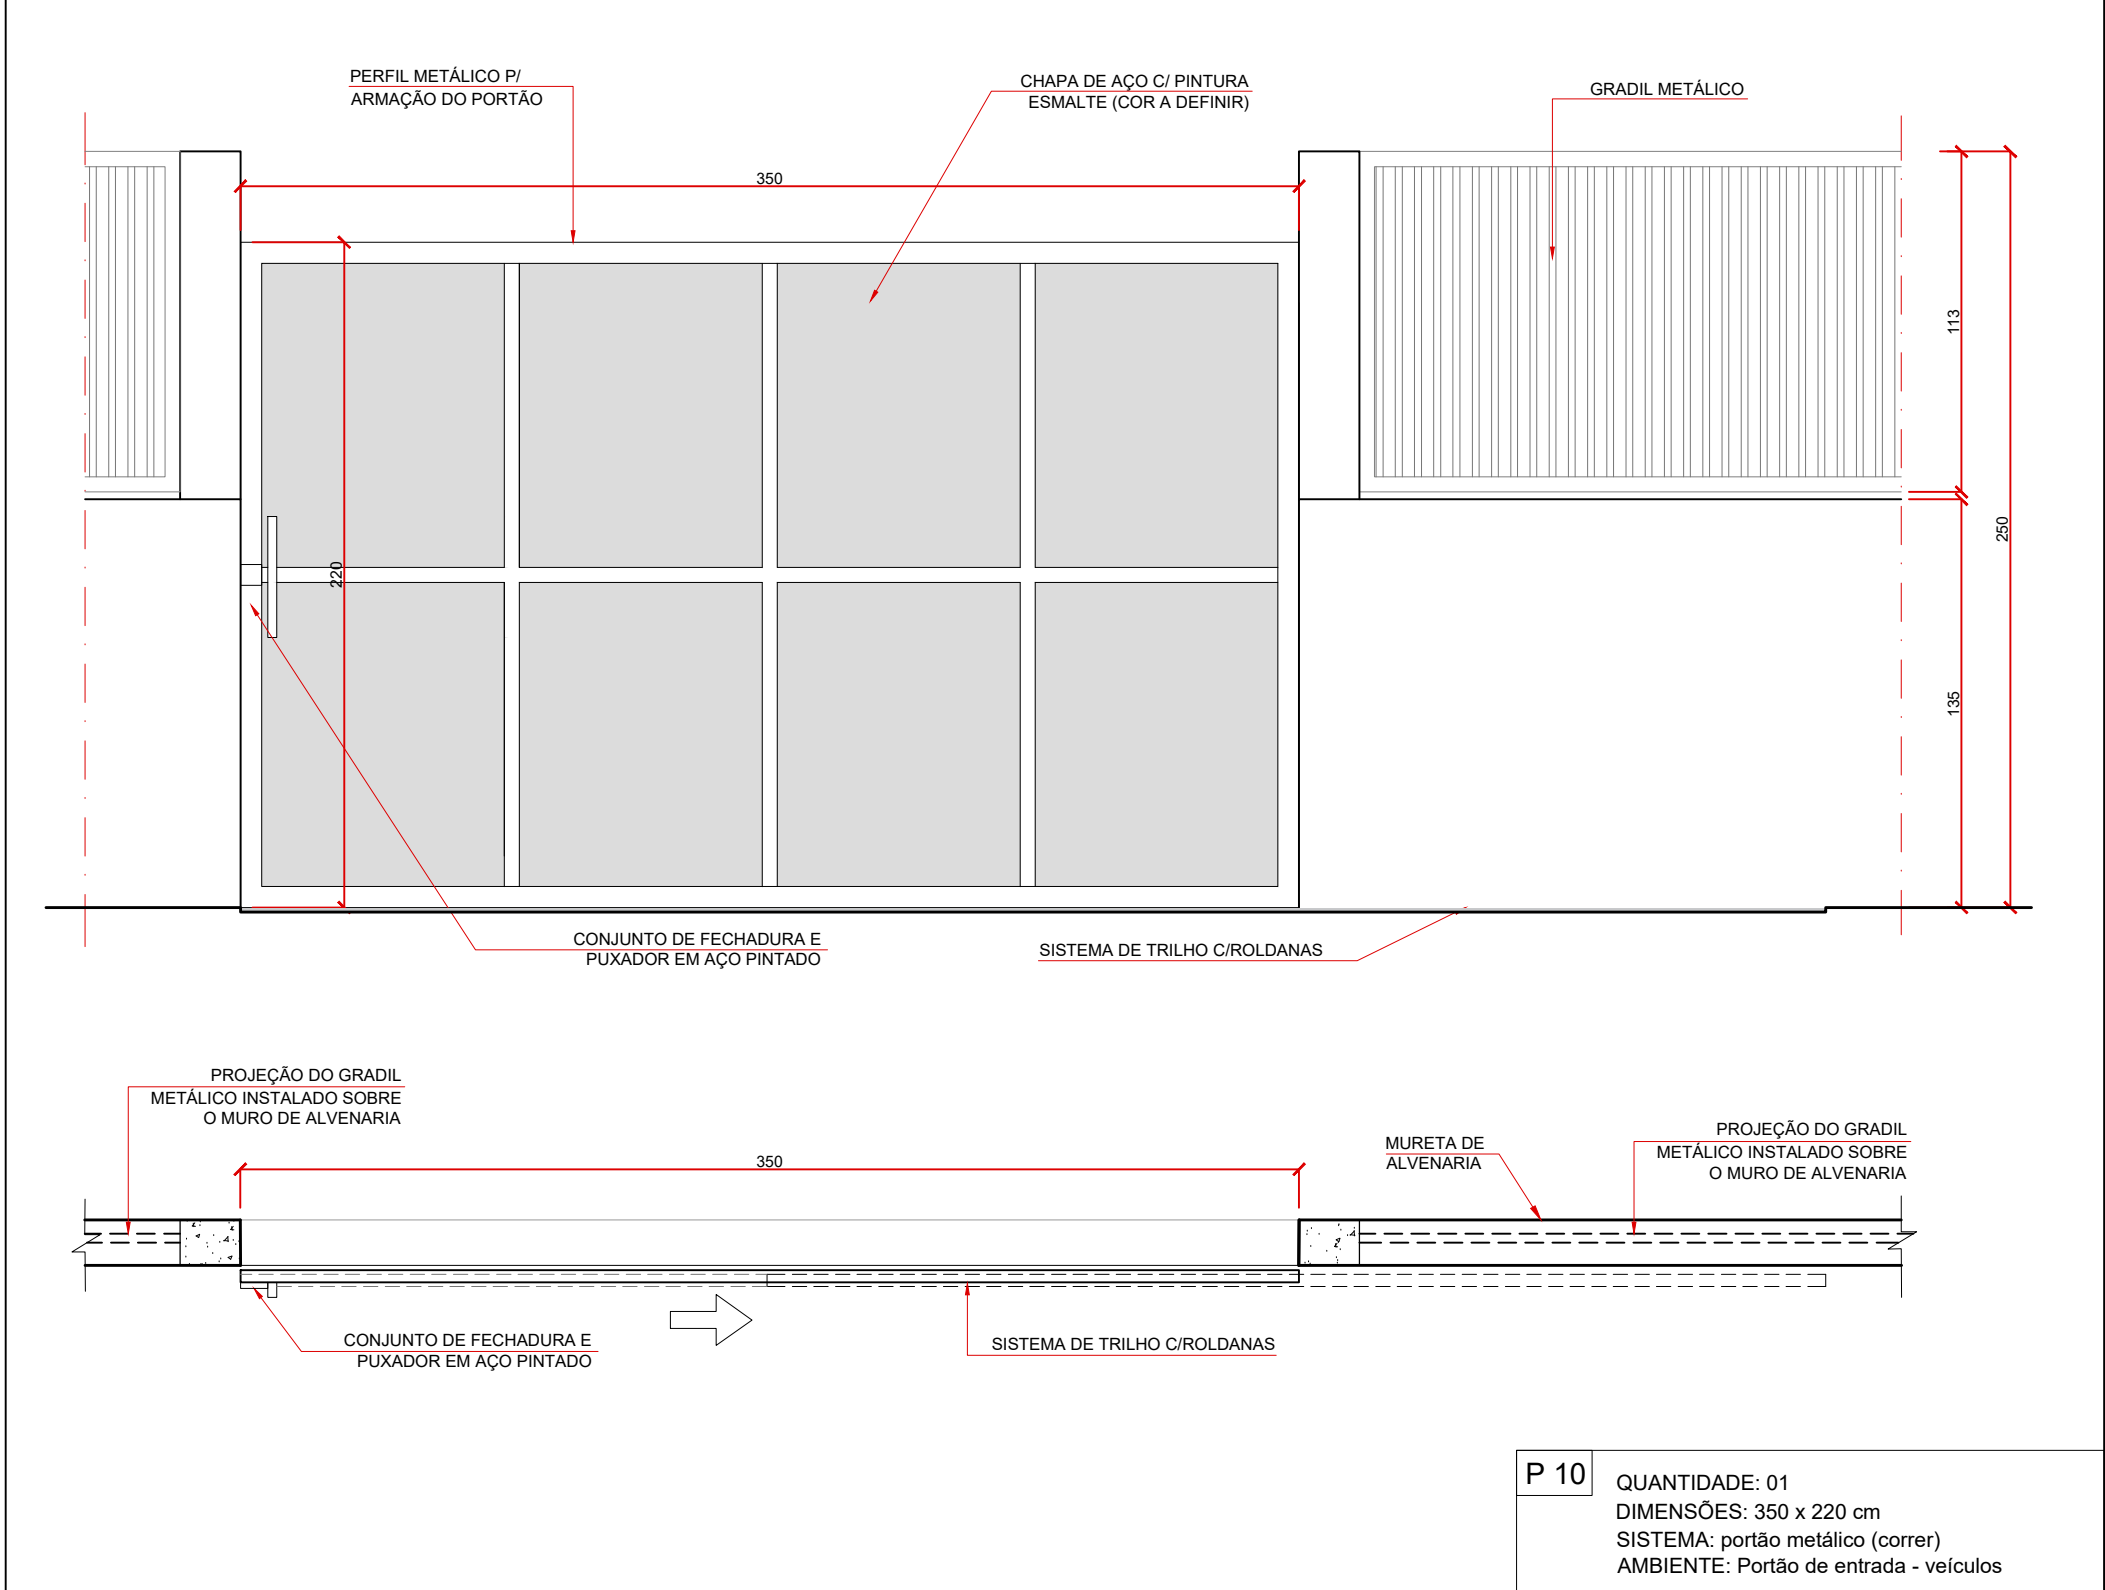 PERFIL METÁLICO P/
ARMAÇÃO DO PORTÃO
CHAPA DE AÇO C/ PINTURA
ESMALTE (COR A DEFINIR)
GRADIL METÁLICO
350
113
220
250
135
CONJUNTO DE FECHADURA E
PUXADOR EM AÇO PINTADO
SISTEMA DE TRILHO C/ROLDANAS
PROJEÇÃO DO GRADIL
METÁLICO INSTALADO SOBRE
O MURO DE ALVENARIA
350
MURETA DE
ALVENARIA
PROJEÇÃO DO GRADIL
METÁLICO INSTALADO SOBRE
O MURO DE ALVENARIA
CONJUNTO DE FECHADURA E
PUXADOR EM AÇO PINTADO
SISTEMA DE TRILHO C/ROLDANAS
P 10
QUANTIDADE: 01
DIMENSÕES: 350 x 220 cm
SISTEMA: portão metálico (correr)
AMBIENTE: Portão de entrada - veículos